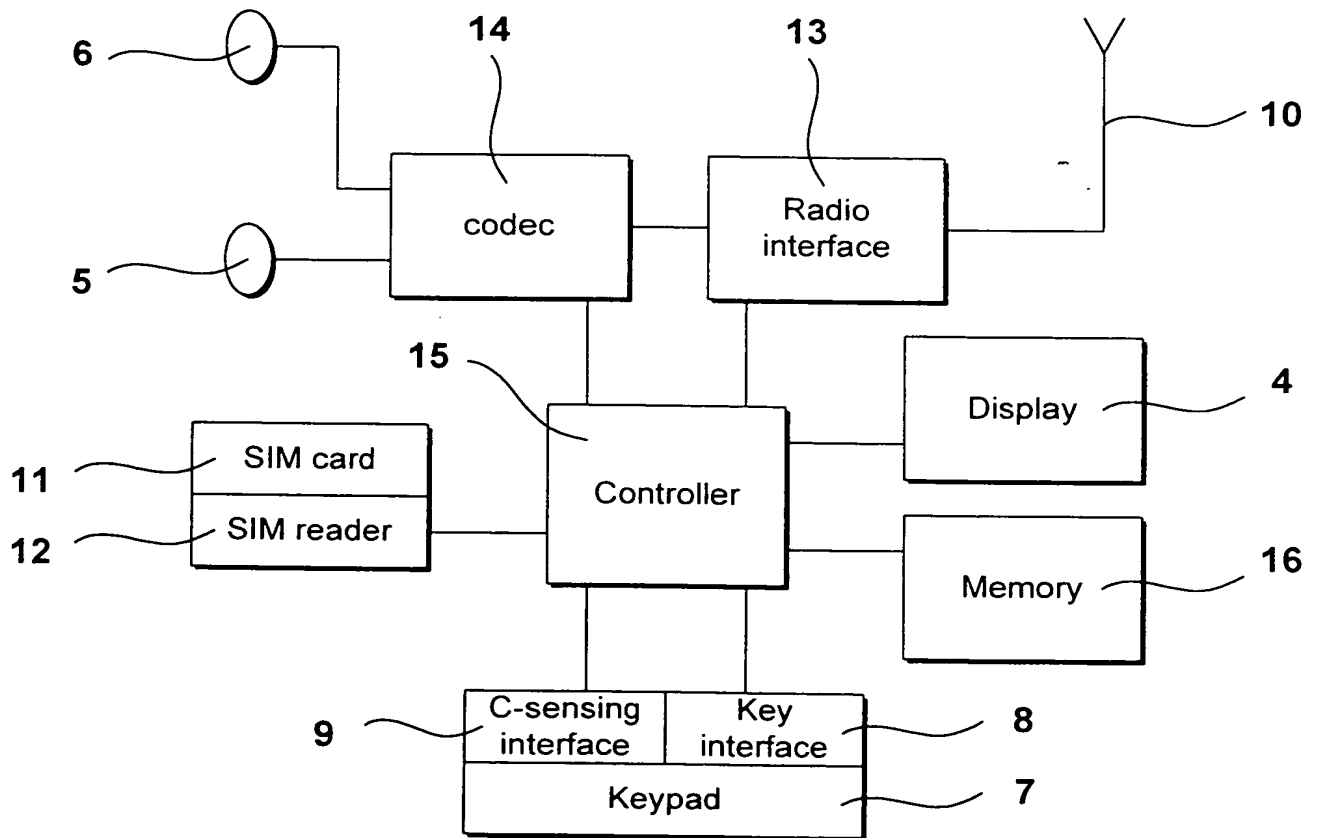 6
14
13
10
codec
Radio
interface
5
15
4
Display
11
SIM card
Controller
12
SIM reader
16
Memory
9
C-sensing
interface
Key
interface
8
Keypad
7